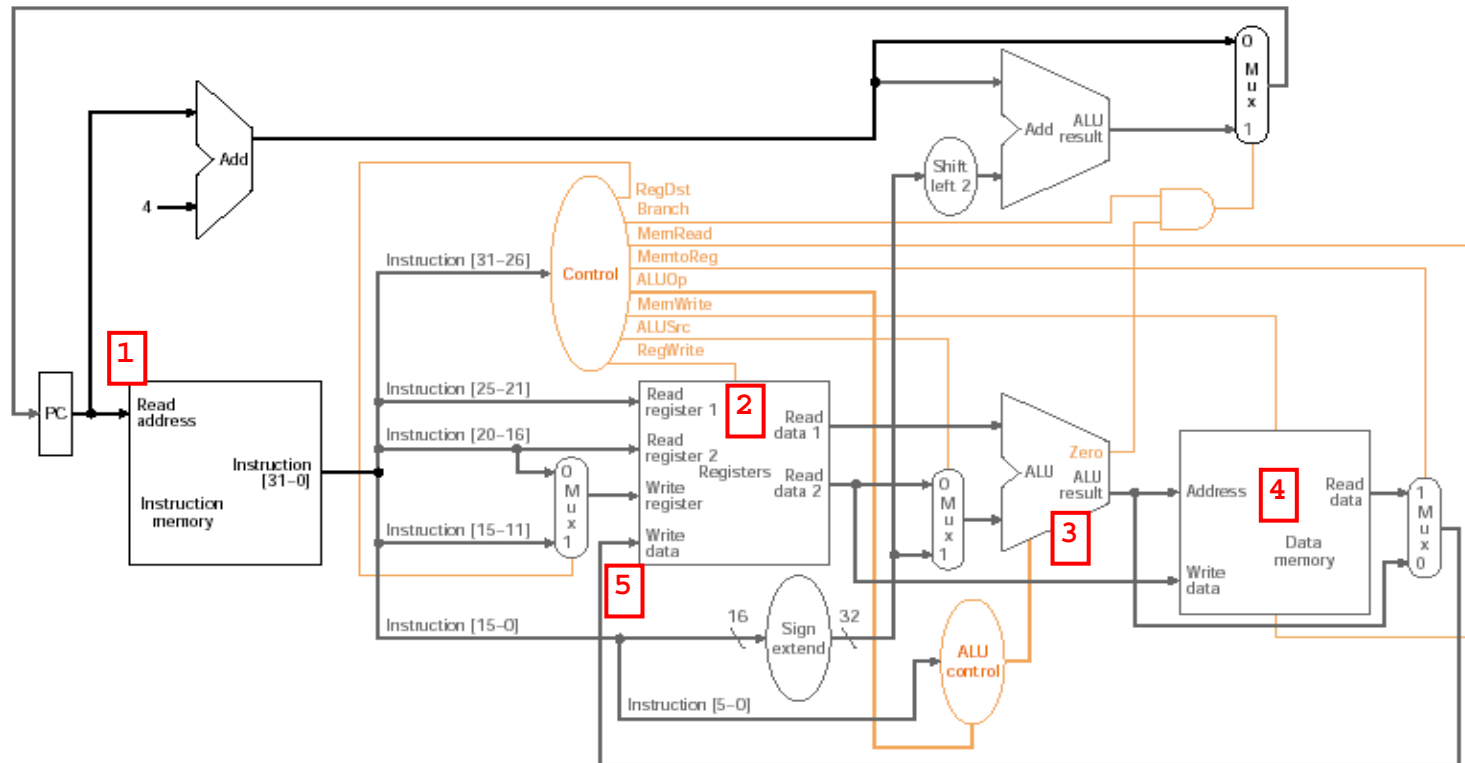 0
M
u
x
1
Add
ALU
result
Add
4
Shift
left 2
RegDst
Branch
MemRead
MemtoReg
ALUOp
MemWrite
ALUSrc
RegWrite
Control
Instruction [31–26]
1
PC
Read
address
Instruction
[31–0]
Instruction
memory
Instruction [25–21]
Instruction [20–16]
Instruction [15–11]
0
M
u
x
1
Read
register 1
Read
register 2
Write
register
Write
data
2
Registers
Read
data 1
Read
data 2
5
0
M
u
x
1
Zero
ALU
ALU
result
3
Address
Write
data
4
Read
data
Data
memory
1
M
u
x
0
Instruction [15–0]
16
Sign
extend
32
ALU
control
Instruction [5–0]